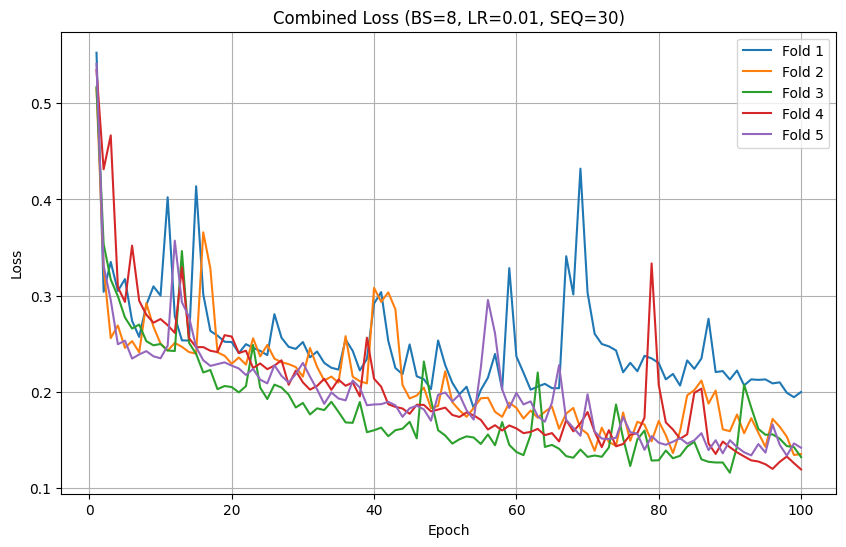 Combined Loss (BS=8, LR=0.01, SEQ=30)
Fold 1
Fold 2
Fold 3
Fold 4
Fold 5
Loss
0.5
0.4
0.3
0.2
0.1
0 20 40 60 80 100
Epoch